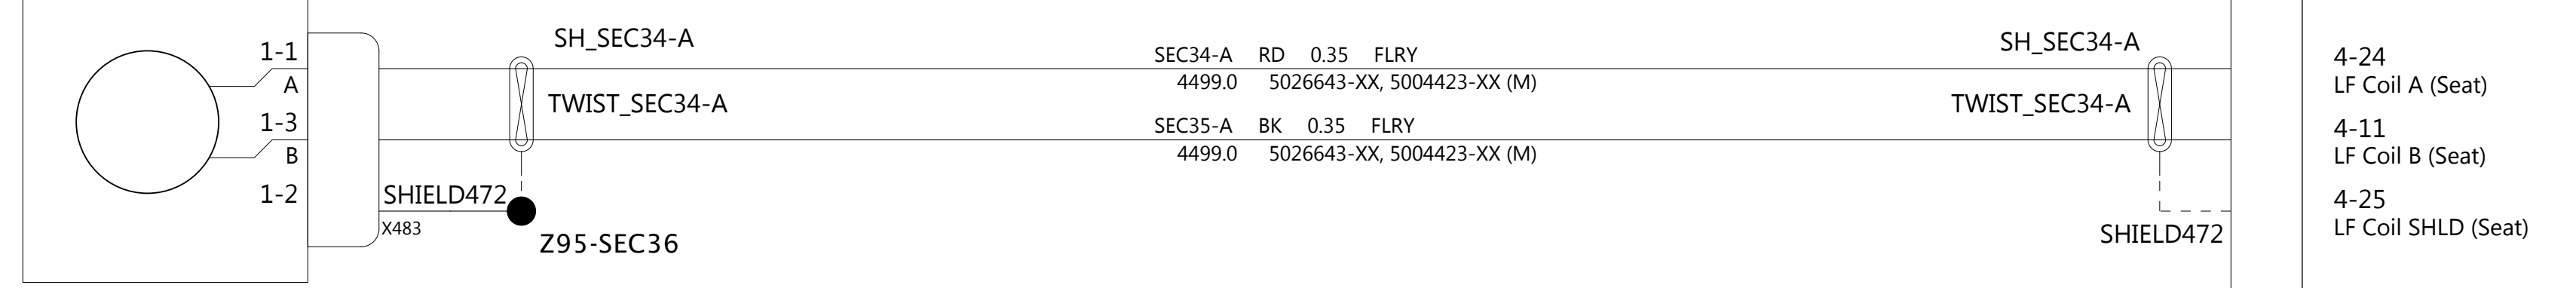 1-1
A
1-3
B
1-2
X483
SHIELD472
SH_SEC34-A
TWIST_SEC34-A
Z95-SEC36
SEC34-A RD 0.35 FLRY
4499.0 5026643-XX, 5004423-XX (M)
SEC35-A BK 0.35 FLRY
4499.0 5026643-XX, 5004423-XX (M)
SH_SEC34-A
TWIST_SEC34-A
SHIELD472
4-24
LF Coil A (Seat)
4-11
LF Coil B (Seat)
4-25
LF Coil SHLD (Seat)